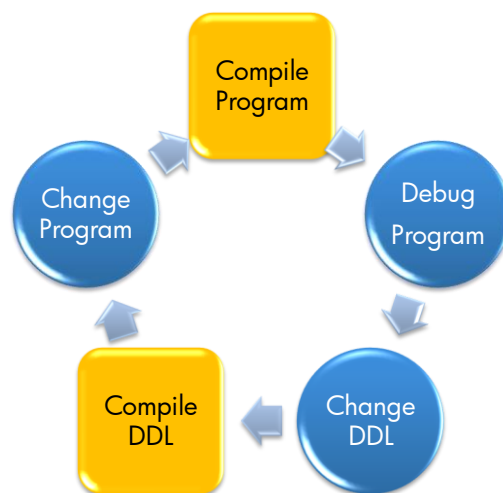 Compile
Program
Debug
Program
Change
DDL
Compile
DDL
Change
Program